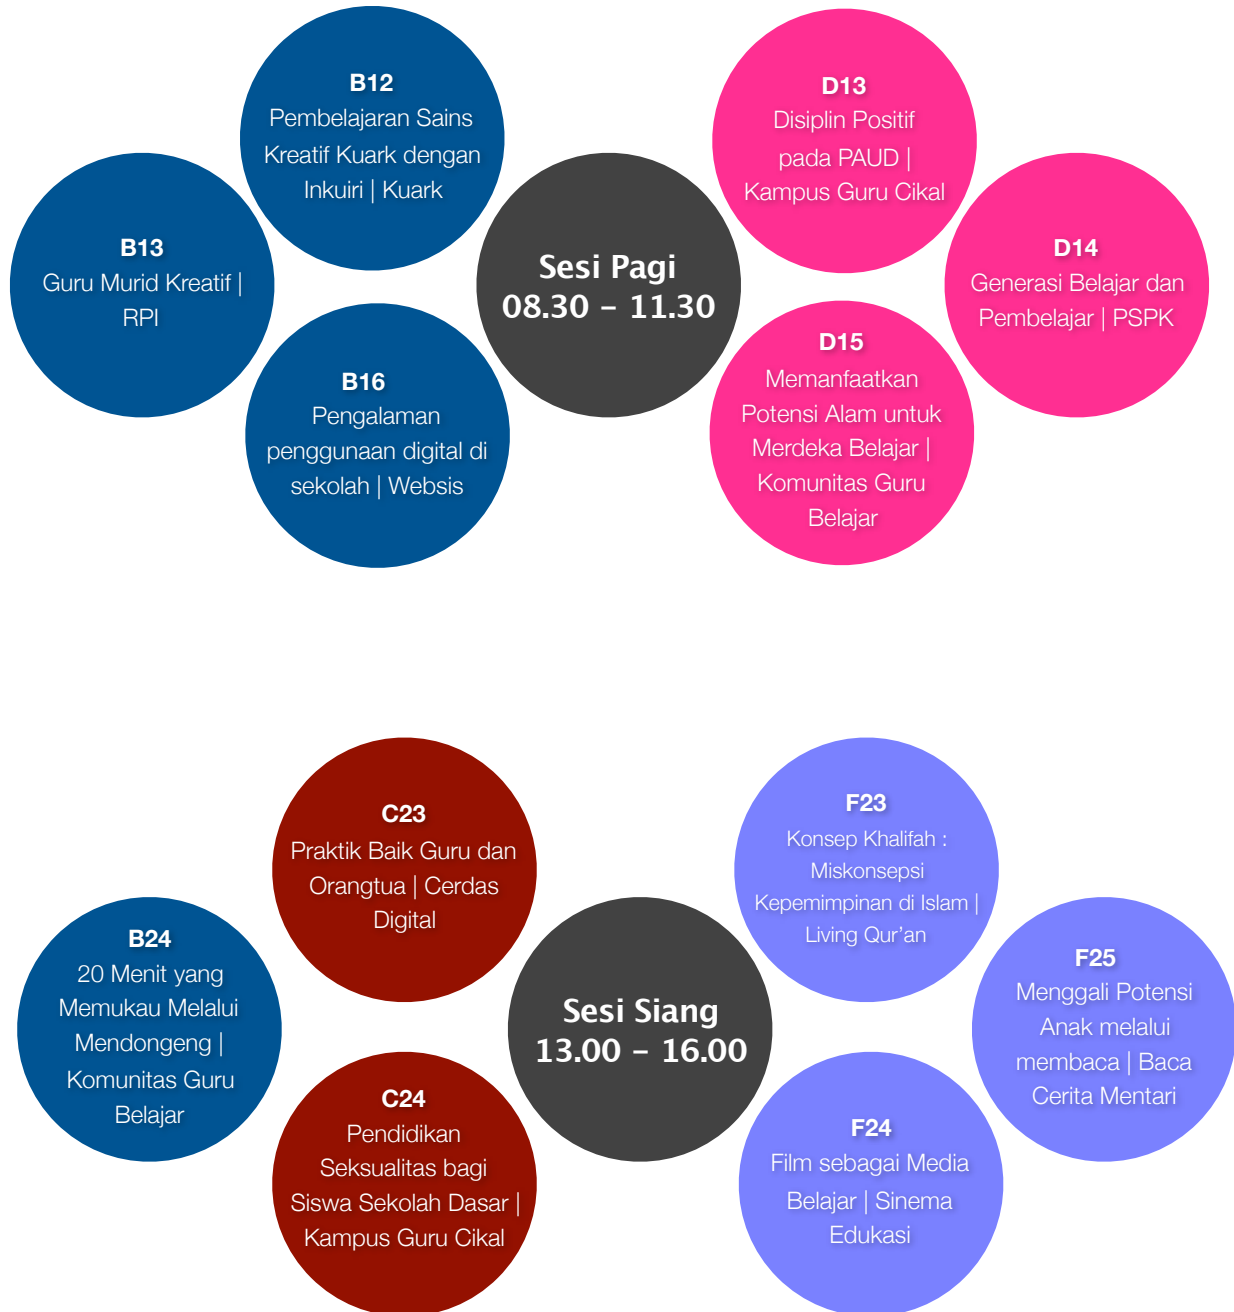 B12
Pembelajaran Sains
Kreatif Kuark dengan
Inkuiri | Kuark
D13
Disiplin Positif
pada PAUD |
Kampus Guru Cikal
B13
Guru Murid Kreatif |
RPI
Sesi Pagi
08.30 – 11.30
D14
Generasi Belajar dan
Pembelajar | PSPK
B16
Pengalaman
penggunaan digital di
sekolah | Websis
D15
Memanfaatkan
Potensi Alam untuk
Merdeka Belajar |
Komunitas Guru
Belajar
C23
Praktik Baik Guru dan
Orangtua | Cerdas
Digital
F23
Konsep Khalifah :
Miskonsepsi
Kepemimpinan di Islam |
Living Qur’an
B24
20 Menit yang
Memukau Melalui
Mendongeng |
Komunitas Guru
Belajar
Sesi Siang
13.00 – 16.00
F25
Menggali Potensi
Anak melalui
membaca | Baca
Cerita Mentari
C24
Pendidikan
Seksualitas bagi
Siswa Sekolah Dasar |
Kampus Guru Cikal
F24
Film sebagai Media
Belajar | Sinema
Edukasi